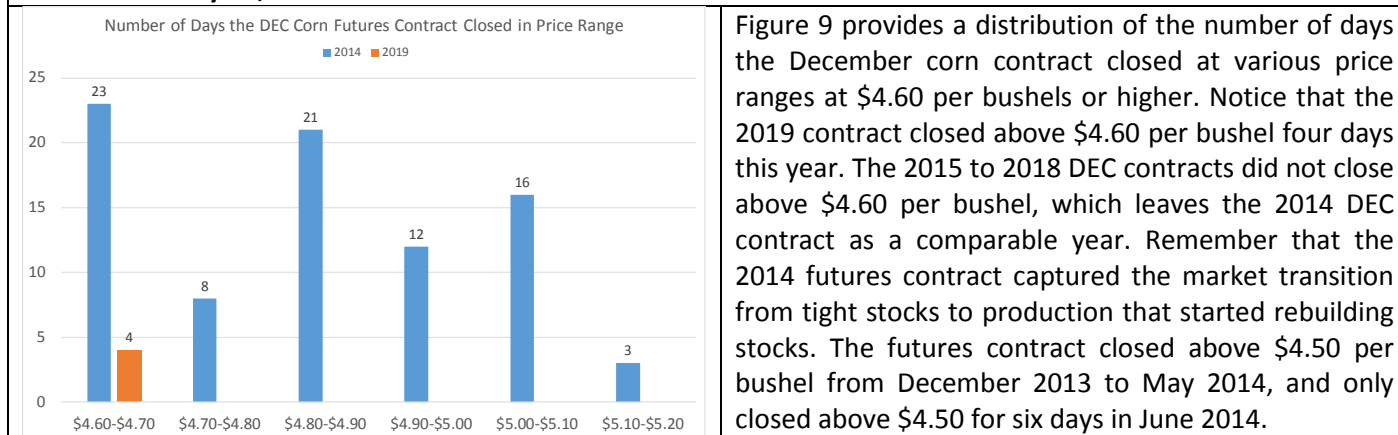 Number of Days the DEC Corn Futures Contract Closed in Price Range
2014 2019
25
20
15
10
5
0
23
4
8
21
12
16
3
$4.60-$4.70 $4.70-$4.80 $4.80-$4.90 $4.90-$5.00 $5.00-$5.10 $5.10-$5.20
Figure 9 provides a distribution of the number of days
the December corn contract closed at various price
ranges at $4.60 per bushels or higher. Notice that the
2019 contract closed above $4.60 per bushel four days
this year. The 2015 to 2018 DEC contracts did not close
above $4.60 per bushel, which leaves the 2014 DEC
contract as a comparable year. Remember that the
2014 futures contract captured the market transition
from tight stocks to production that started rebuilding
stocks. The futures contract closed above $4.50 per
bushel from December 2013 to May 2014, and only
closed above $4.50 for six days in June 2014.